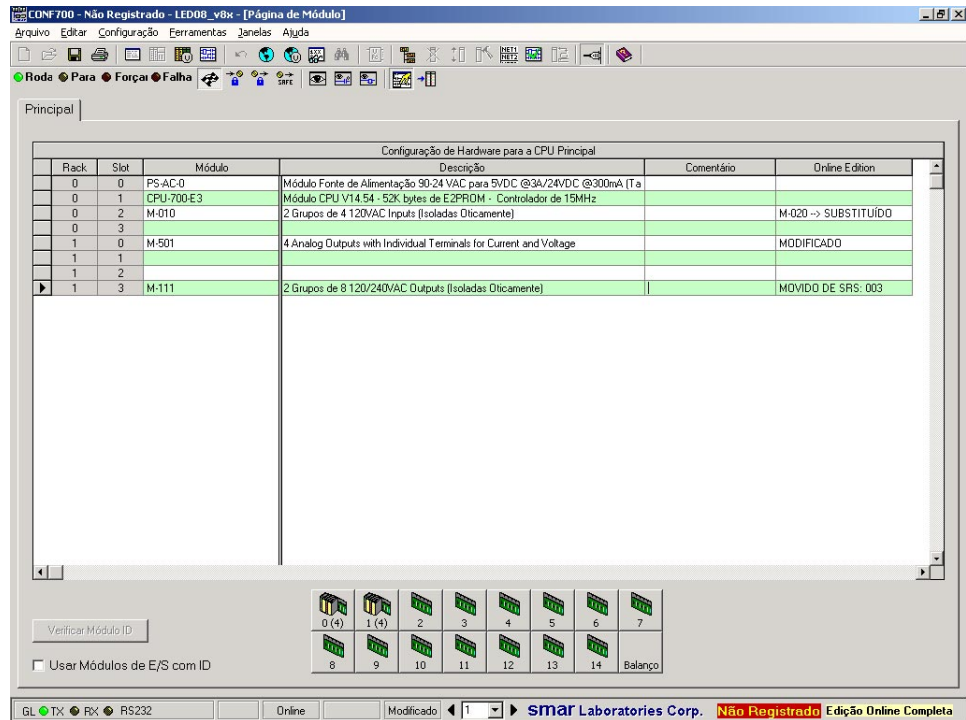 CONF700 - Não Registrado - LED08_v8x - [Página de Módulo]
Arquivo Editar Configuração Ferramentas Janelas Ajuda
Roda Para Forçar Falha SAFE
NET1
NET2
Principal
Configuração de Hardware para a CPU Principal
Rack Slot Módulo Descrição Comentário Online Edition
0 0 PS-AC-0 Módulo Fonte de Alimentação 90-24 VAC para 5VDC @3A/24VDC @300mA (Ta
0 1 CPU-700-E3 Módulo CPU V14.54 - 52K bytes de E2PROM - Controlador de 15MHz
0 2 M-010 2 Grupos de 4 120VAC Inputs (Isoladas Oticamente) M-020 --> SUBSTITUÍDO
0 3
1 0 M-501 4 Analog Outputs with Individual Terminals for Current and Voltage MODIFICADO
1 1
1 2
1 3 M-111 2 Grupos de 8 120/240VAC Outputs (Isoladas Oticamente) MOVIDO DE SRS: 003
0 (4) 1 (4) 2 3 4 5 6 7
Verificar Módulo ID
Usar Módulos de E/S com ID
8 9 10 11 12 13 14 Balanço
GL TX RX RS232 Online Modificado 1 smar Laboratories Corp. Não Registrado Edição Online Completa